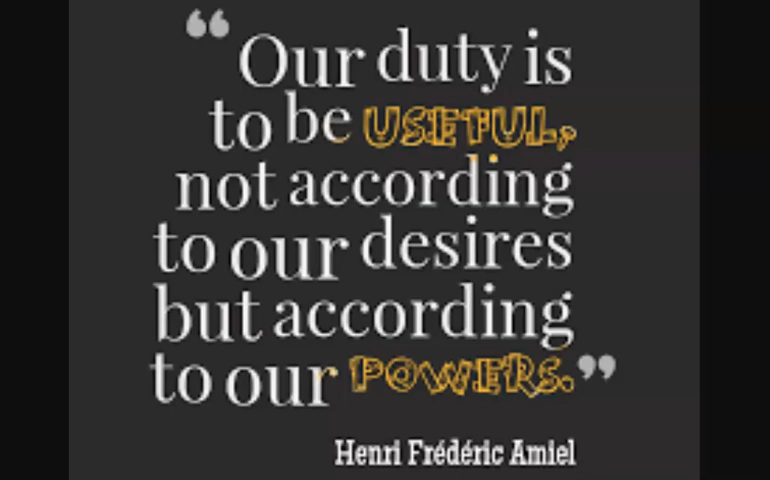 “Our duty is
to be USEFUL,
not according
to our desires
but according
to our POWERS.”
Henri Frédéric Amiel